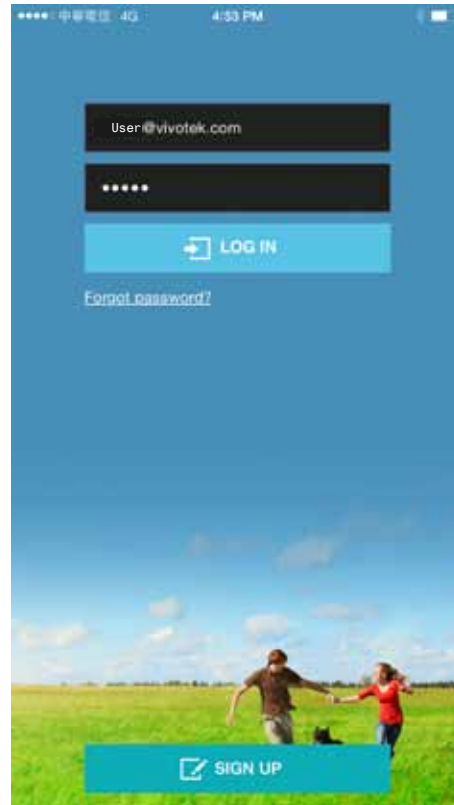 中華電信 4G 4:53 PM
User@vivotek.com
•••••
LOG IN
Forgot password?
SIGN UP